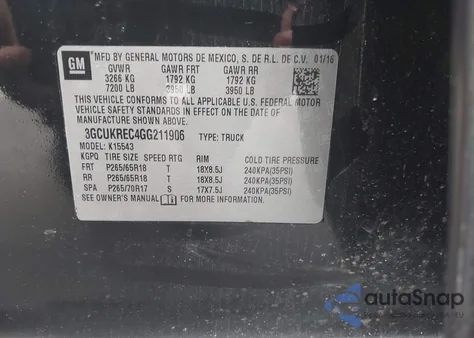 GM MFD BY GENERAL MOTORS DE MEXICO, S. DE R.L. DE C.V. 01/16
GVWR GAWR FRT GAWR RR
3266 KG 1792 KG 1792 KG
7200 LB 3950 LB 3950 LB
THIS VEHICLE CONFORMS TO ALL APPLICABLE U.S. FEDERAL MOTOR
VEHICLE SAFETY STANDARDS IN EFFECT ON THE DATE OF
MANUFACTURE SHOWN ABOVE.
3GCUKREC4GG211906 TYPE: TRUCK
MODEL: K15543
KGPQ TIRE SIZE SPEED RTG RIM COLD TIRE PRESSURE
FRT P265/65R18 T 18X8.5J 240KPA(35PSI)
RR P265/65R18 T 18X8.5J 240KPA(35PSI)
SPA P265/70R17 S 17X7.5J 240KPA(35PSI)
SEE OWNER'S MANUAL FOR MORE INFORMATION.
autoSnap